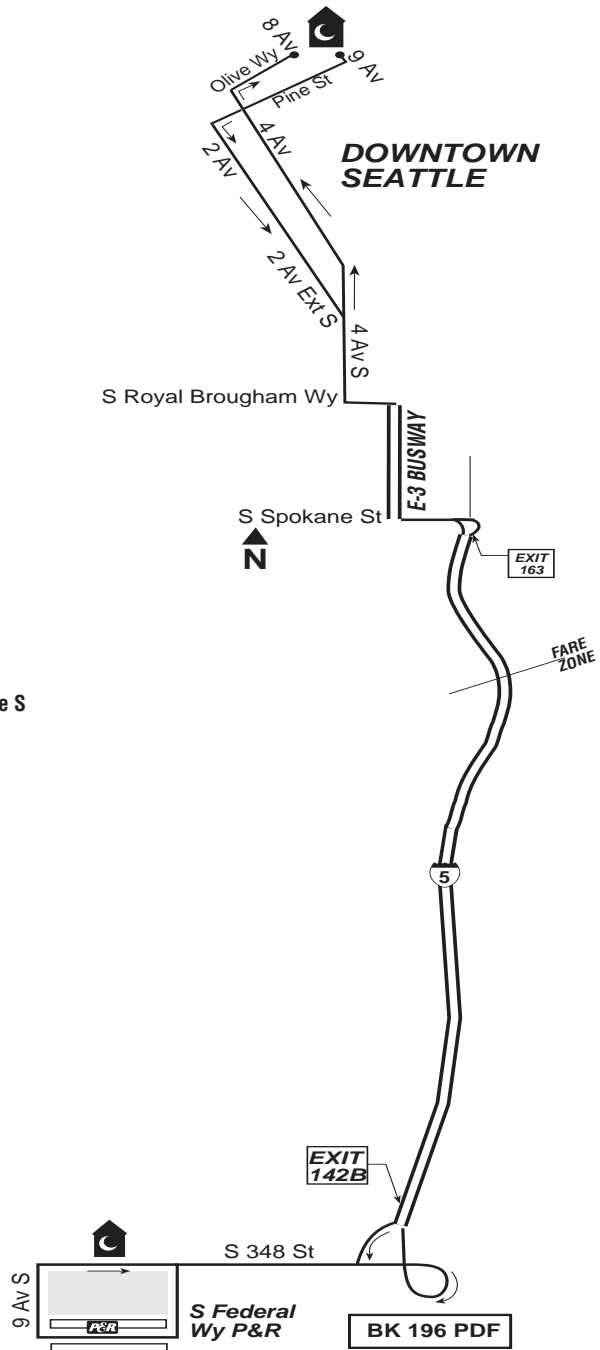 8 Av
9 Av
Olive Wy
Pine St
4 Av
2 Av
DOWNTOWN
SEATTLE
2 Av Ext S
4 Av S
S Royal Brougham Wy
E-3 BUSWAY
S Spokane St
N
EXIT
163
FARE
ZONE
e S
5
EXIT
142B
S 348 St
9 Av S
P&R
S Federal
Wy P&R
BK 196 PDF